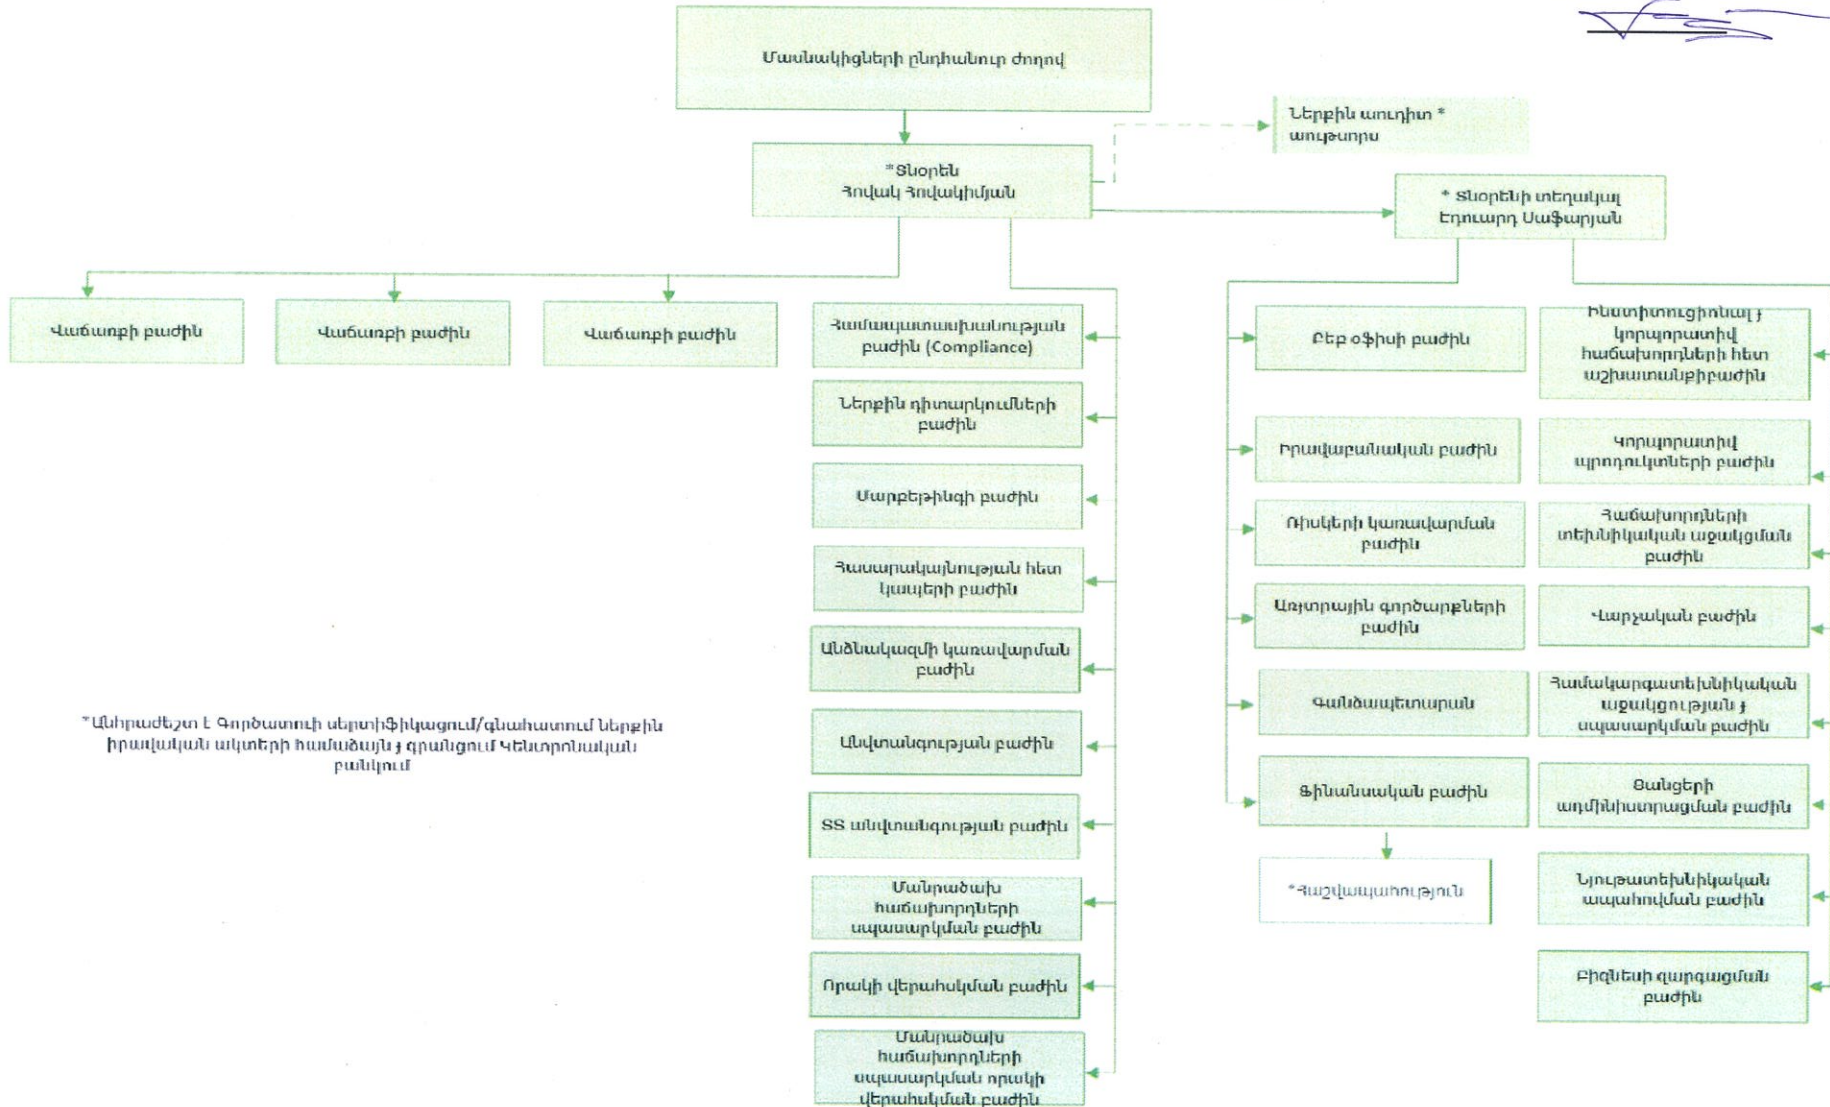 Մասնակիցների ընդհանուր ժողով
Ներքին աուդիտ *
աութսորս
*Տնօրեն
Հովակ Հովակիմյան
* Տնօրենի տեղակալ
Էդուարդ Սաֆարյան
Վաճառքի բաժին
Վաճառքի բաժին
Վաճառքի բաժին
Համապատասխանության
բաժին (Compliance)
Ներքին դիտարկումների
բաժին
Մարքեթինգի բաժին
Հասարակայնության հետ
կապերի բաժին
Անձնակազմի կառավարման
բաժին
Անվտանգության բաժին
ՏՏ անվտանգության բաժին
Մանրածախ
հաճախորդների
սպասարկման բաժին
Որակի վերահսկման բաժին
Մանրածախ
հաճախորդների
սպասարկման որակի
վերահսկման բաժին
Բեք օֆիսի բաժին
Իրավաբանական բաժին
Ռիսկերի կառավարման
բաժին
Առևտրային գործարքների
բաժին
Գանձապետարան
Ֆինանսական բաժին
*Հաշվապահություն
Ինստիտուցիոնալ և
կորպորատիվ
հաճախորդների հետ
աշխատանքիբաժին
Կորպորատիվ
պրոդուկտների բաժին
Հաճախորդների
տեխնիկական աջակցման
բաժին
Վարչական բաժին
Համակարգատեխնիկական
աջակցության և
սպասարկման բաժին
Ցանցերի
ադմինիստրացման բաժին
Նյութատեխնիկական
ապահովման բաժին
Բիզնեսի զարգացման
բաժին
*Անհրաժեշտ է Գործատուի սերտիֆիկացում/գնահատում ներքին
իրավական ակտերի համաձայն և գրանցում Կենտրոնական
բանկում